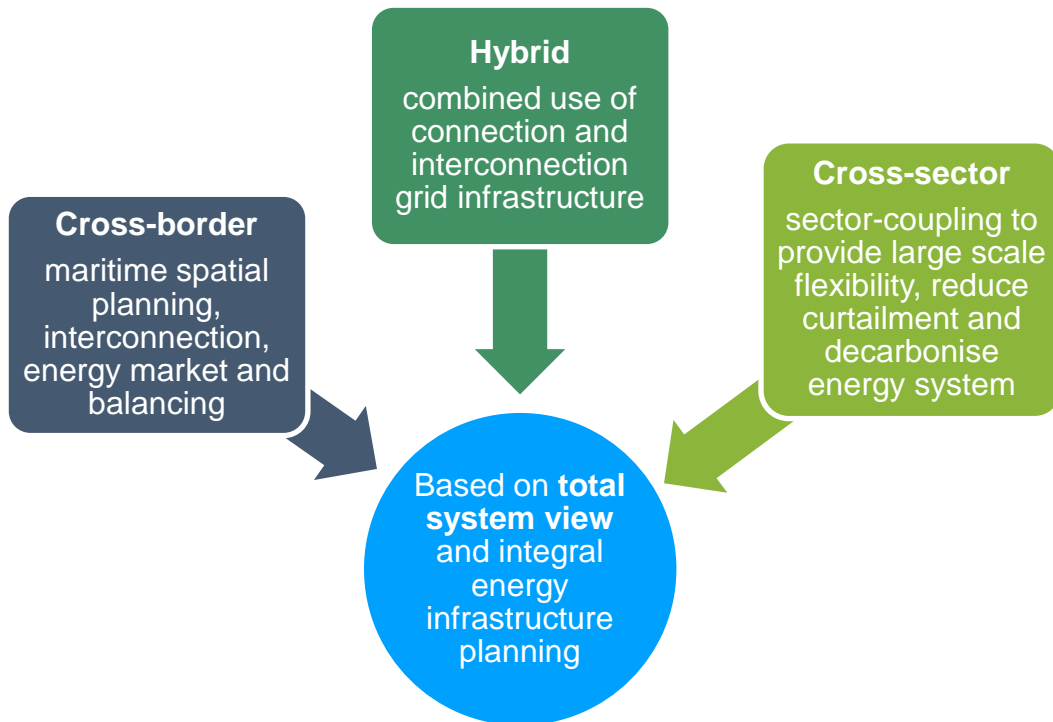 Hybrid
combined use of
connection and
interconnection
grid infrastructure
Cross-border
maritime spatial
planning,
interconnection,
energy market and
balancing
Cross-sector
sector-coupling to
provide large scale
flexibility, reduce
curtailment and
decarbonise
energy system
Based on total
system view
and integral
energy
infrastructure
planning